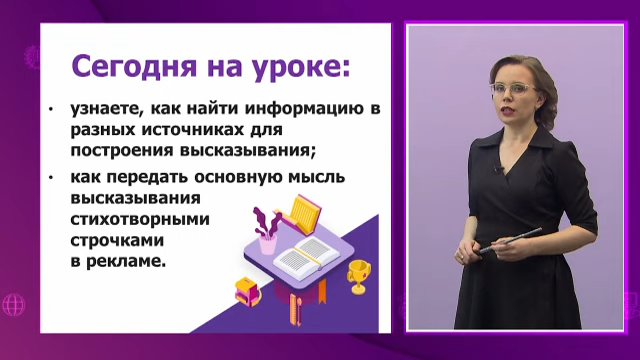 Сегодня на уроке:
• узнаете, как найти информацию в
разных источниках для
построения высказывания;
• как передать основную мысль
высказывания
стихотворными
строчками
в рекламе.